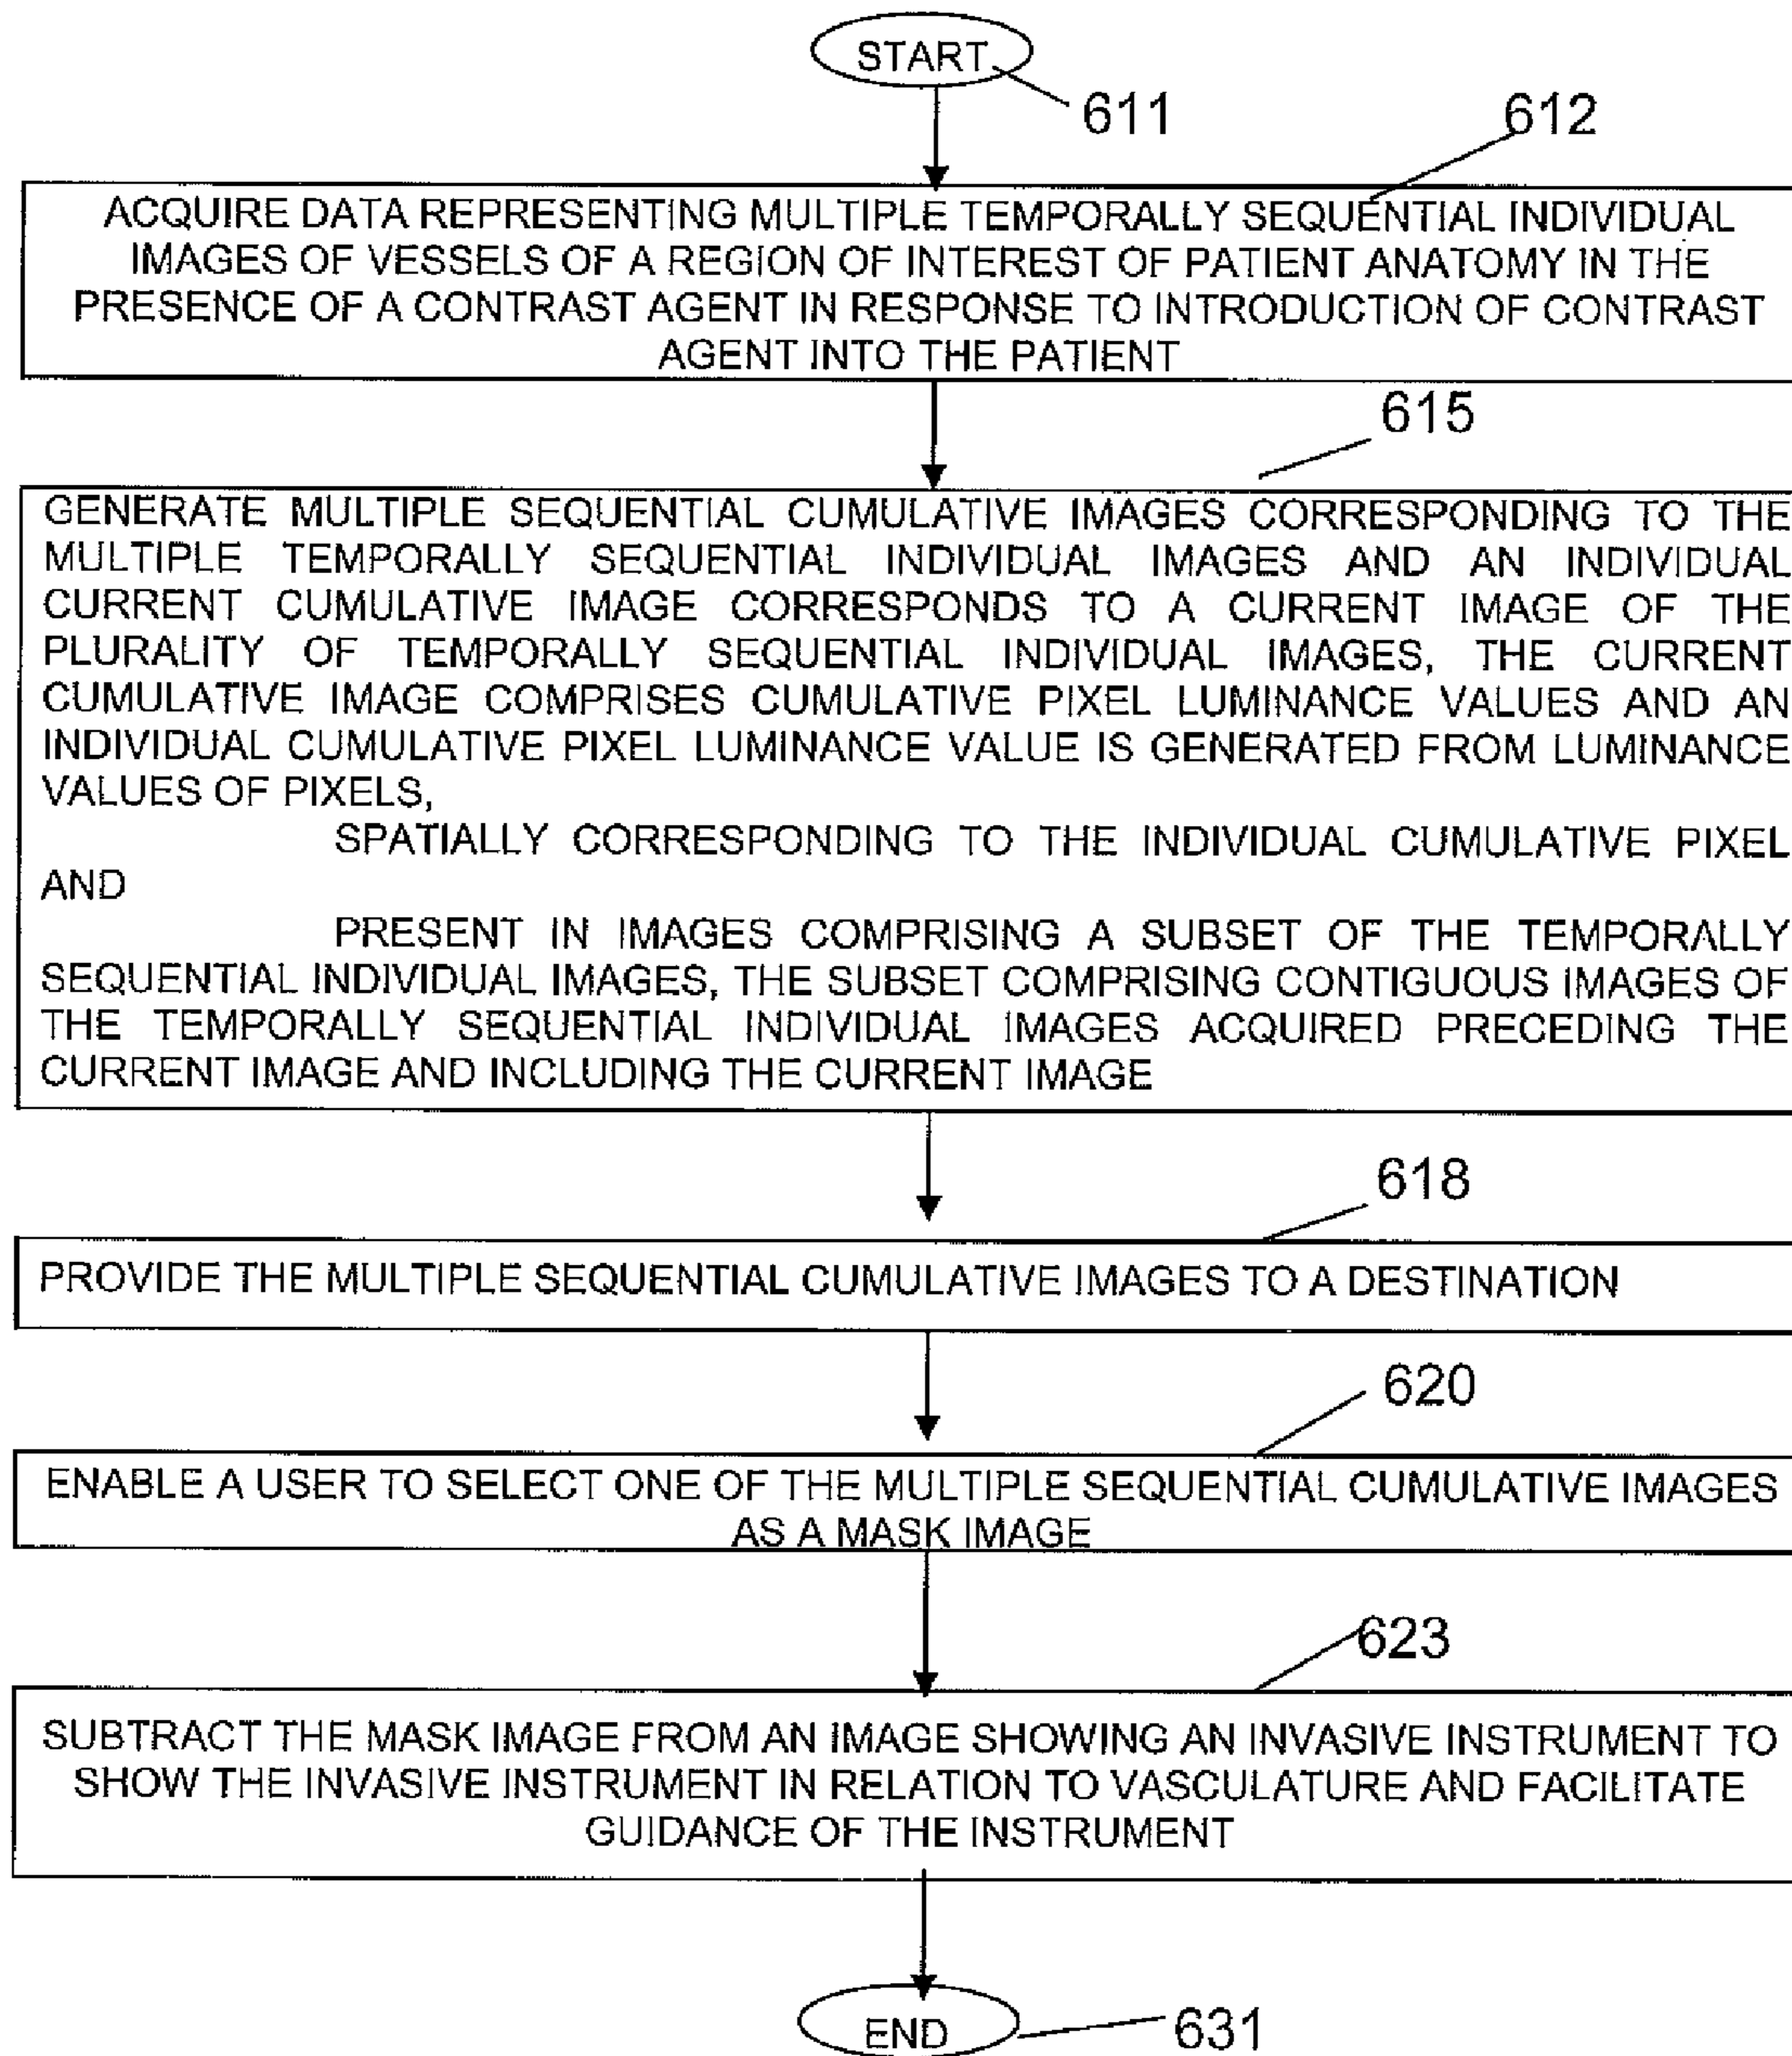 START
611
612
ACQUIRE DATA REPRESENTING MULTIPLE TEMPORALLY SEQUENTIAL INDIVIDUAL
IMAGES OF VESSELS OF A REGION OF INTEREST OF PATIENT ANATOMY IN THE
PRESENCE OF A CONTRAST AGENT IN RESPONSE TO INTRODUCTION OF CONTRAST
AGENT INTO THE PATIENT
615
GENERATE MULTIPLE SEQUENTIAL CUMULATIVE IMAGES CORRESPONDING TO THE
MULTIPLE TEMPORALLY SEQUENTIAL INDIVIDUAL IMAGES AND AN INDIVIDUAL
CURRENT CUMULATIVE IMAGE CORRESPONDS TO A CURRENT IMAGE OF THE
PLURALITY OF TEMPORALLY SEQUENTIAL INDIVIDUAL IMAGES, THE CURRENT
CUMULATIVE IMAGE COMPRISES CUMULATIVE PIXEL LUMINANCE VALUES AND AN
INDIVIDUAL CUMULATIVE PIXEL LUMINANCE VALUE IS GENERATED FROM LUMINANCE
VALUES OF PIXELS,
SPATIALLY CORRESPONDING TO THE INDIVIDUAL CUMULATIVE PIXEL
AND
PRESENT IN IMAGES COMPRISING A SUBSET OF THE TEMPORALLY
SEQUENTIAL INDIVIDUAL IMAGES, THE SUBSET COMPRISING CONTIGUOUS IMAGES OF
THE TEMPORALLY SEQUENTIAL INDIVIDUAL IMAGES ACQUIRED PRECEDING THE
CURRENT IMAGE AND INCLUDING THE CURRENT IMAGE
618
PROVIDE THE MULTIPLE SEQUENTIAL CUMULATIVE IMAGES TO A DESTINATION
620
ENABLE A USER TO SELECT ONE OF THE MULTIPLE SEQUENTIAL CUMULATIVE IMAGES
AS A MASK IMAGE
623
SUBTRACT THE MASK IMAGE FROM AN IMAGE SHOWING AN INVASIVE INSTRUMENT TO
SHOW THE INVASIVE INSTRUMENT IN RELATION TO VASCULATURE AND FACILITATE
GUIDANCE OF THE INSTRUMENT
END
631